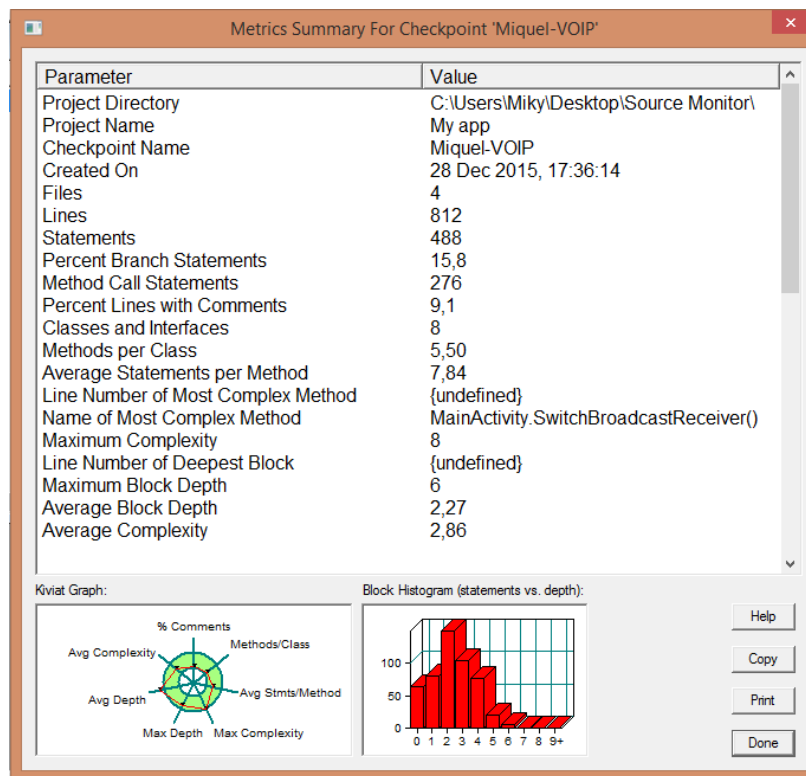 Metrics Summary For Checkpoint 'Miquel-VOIP'
Parameter Value
Project Directory C:\Users\Miky\Desktop\Source Monitor\
Project Name My app
Checkpoint Name Miquel-VOIP
Created On 28 Dec 2015, 17:36:14
Files 4
Lines 812
Statements 488
Percent Branch Statements 15,8
Method Call Statements 276
Percent Lines with Comments 9,1
Classes and Interfaces 8
Methods per Class 5,50
Average Statements per Method 7,84
Line Number of Most Complex Method {undefined}
Name of Most Complex Method MainActivity.SwitchBroadcastReceiver()
Maximum Complexity 8
Line Number of Deepest Block {undefined}
Maximum Block Depth 6
Average Block Depth 2,27
Average Complexity 2,86
Kiviat Graph:
% Comments
Methods/Class
Avg Complexity
Avg Stmts/Method
Avg Depth
Max Depth Max Complexity
Block Histogram (statements vs. depth):
100
50
0
0 1 2 3 4 5 6 7 8 9+
Help
Copy
Print
Done